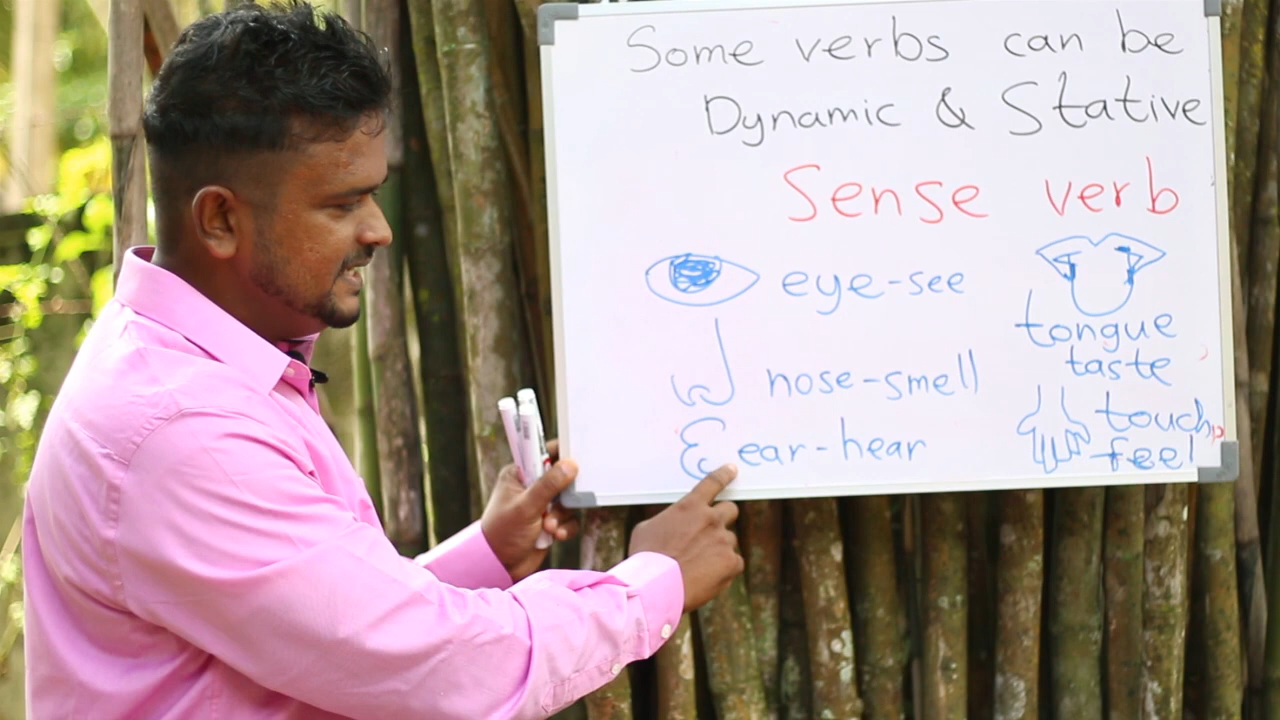 Some verbs can be
Dynamic & Stative
Sense verb
eye-see
nose-smell
ear-hear
tongue
taste
touch
feel